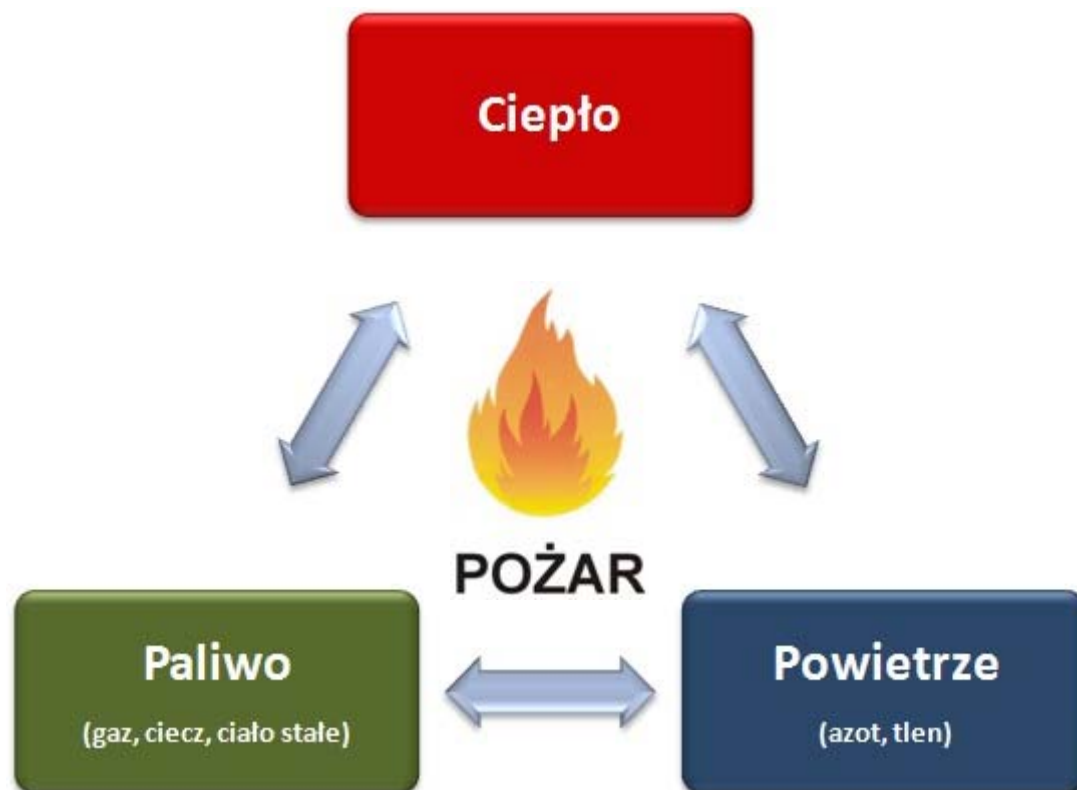 Ciepło
POŻAR
Paliwo
(gaz, ciecz, ciało stałe)
Powietrze
(azot, tlen)